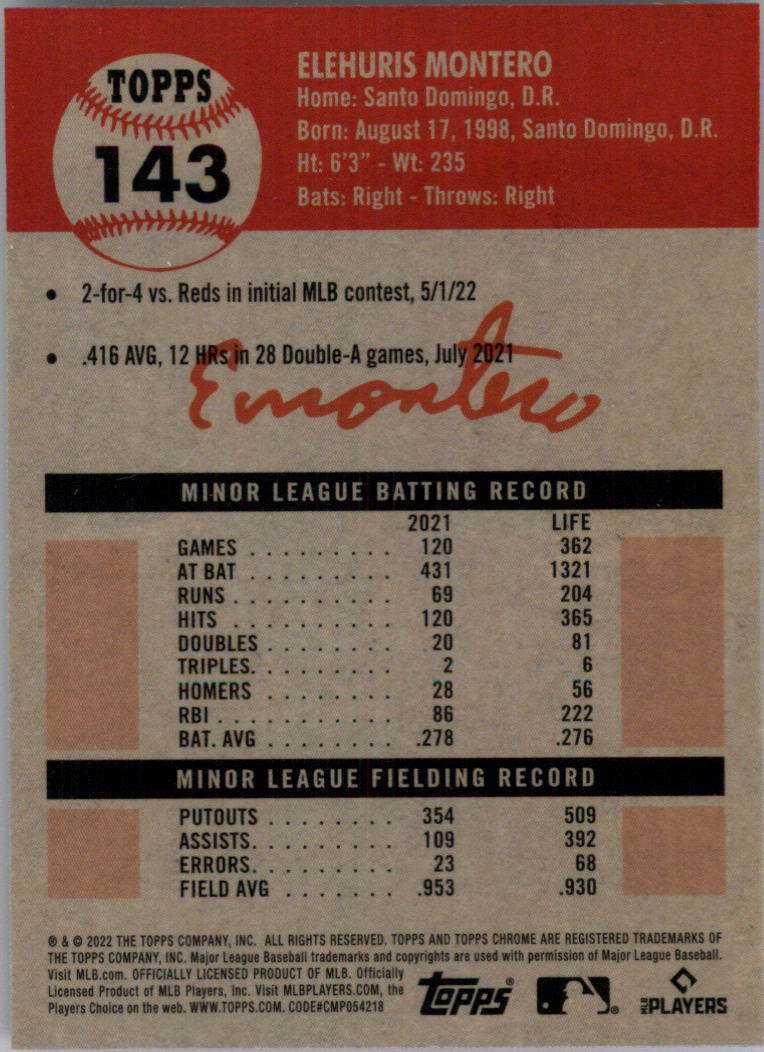 TOPPS
143
ELEHURIS MONTERO
Home: Santo Domingo, D.R.
Born: August 17, 1998, Santo Domingo, D.R.
Ht: 6'3" - Wt: 235
Bats: Right - Throws: Right
• 2-for-4 vs. Reds in initial MLB contest, 5/1/22
• .416 AVG, 12 HRs in 28 Double-A games, July 2021
Emontero
MINOR LEAGUE BATTING RECORD
2021 LIFE
GAMES . . . . . . . . . 120 362
AT BAT . . . . . . . . . 431 1321
RUNS . . . . . . . . . . 69 204
HITS . . . . . . . . . . 120 365
DOUBLES . . . . . . . . 20 81
TRIPLES. . . . . . . . . 2 6
HOMERS . . . . . . . . 28 56
RBI . . . . . . . . . . . 86 222
BAT. AVG . . . . . . . . .278 .276
MINOR LEAGUE FIELDING RECORD
PUTOUTS . . . . . . . . 354 509
ASSISTS. . . . . . . . . 109 392
ERRORS. . . . . . . . . 23 68
FIELD AVG . . . . . . . .953 .930
® & © 2022 THE TOPPS COMPANY, INC. ALL RIGHTS RESERVED. TOPPS AND TOPPS CHROME ARE REGISTERED TRADEMARKS OF
THE TOPPS COMPANY, INC. Major League Baseball trademarks and copyrights are used with permission of Major League Baseball.
Visit MLB.com. OFFICIALLY LICENSED PRODUCT OF MLB. Officially
Licensed Product of MLB Players, Inc. Visit MLBPLAYERS.COM, the
Players Choice on the web. WWW.TOPPS.COM. CODE#CMP054218
topps®
MLB PLAYERS